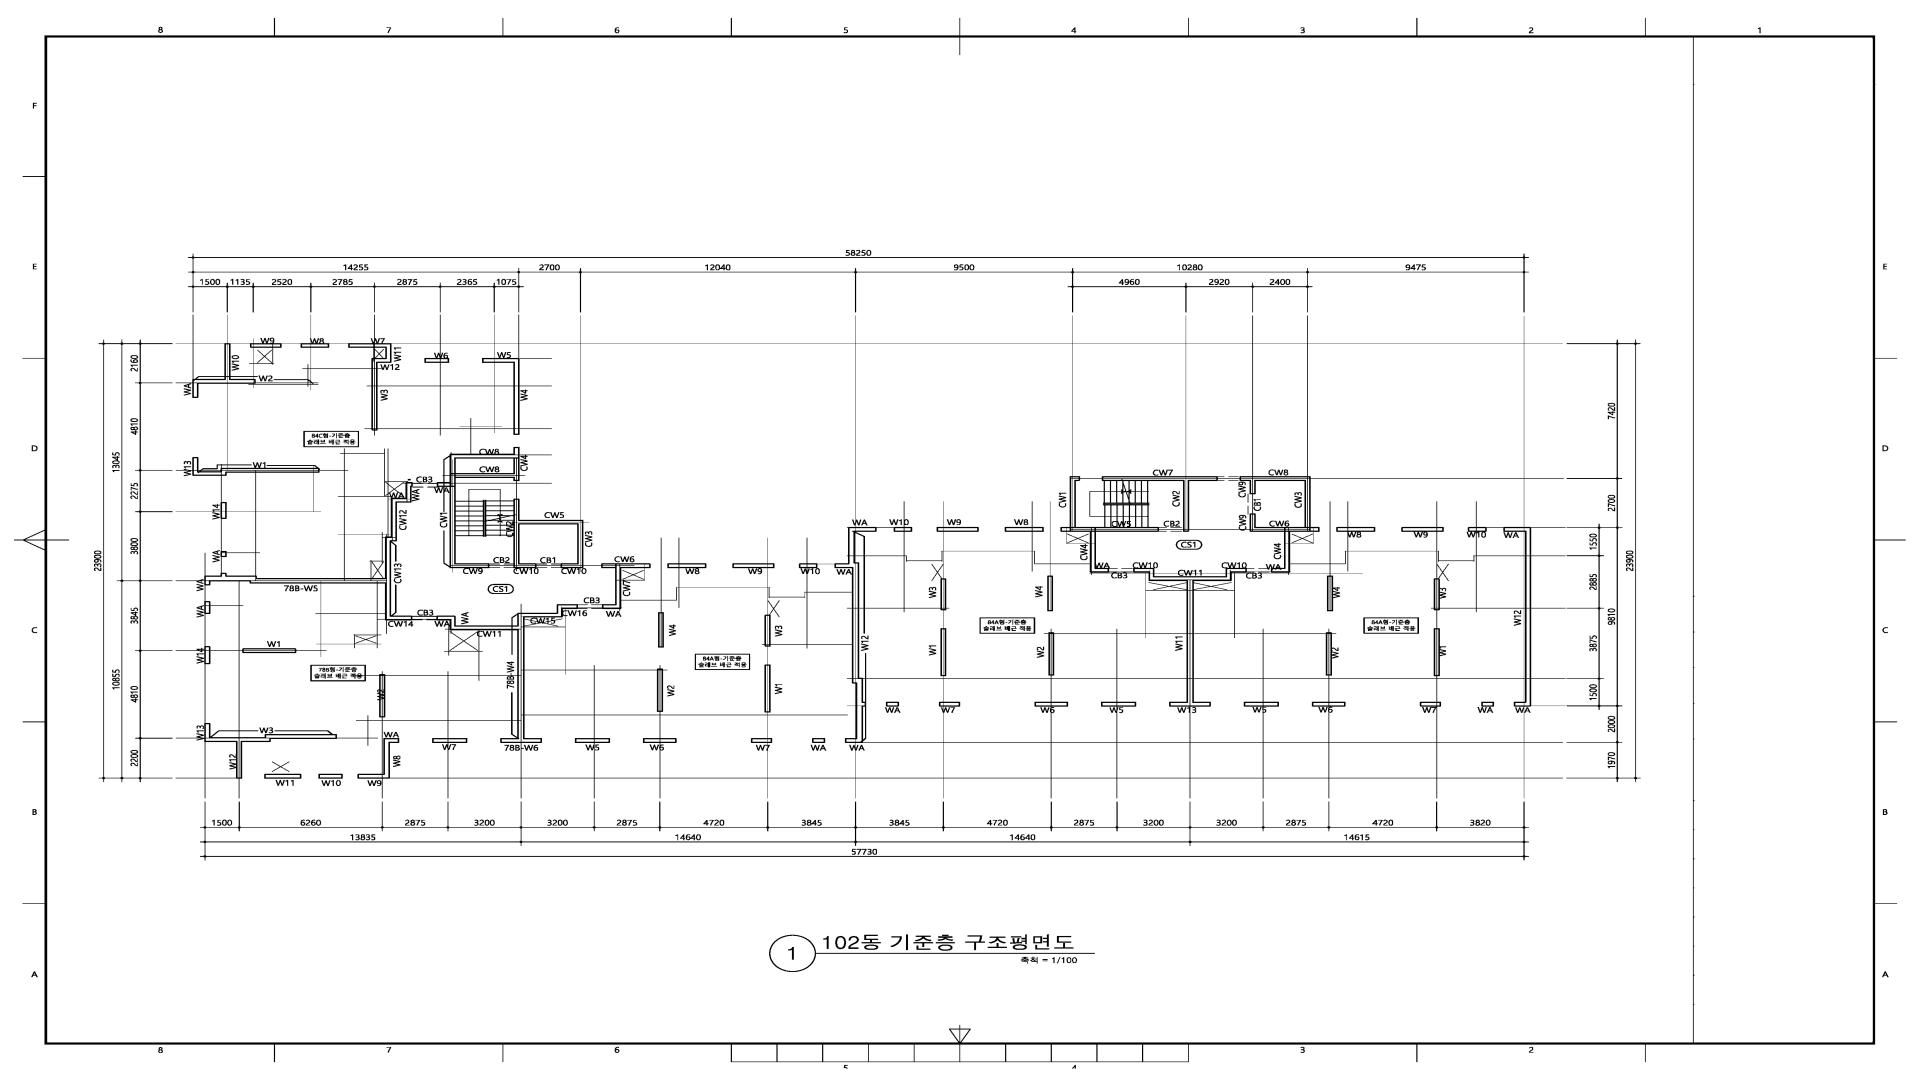 8 7 6 5 4 3 2 1
F
E
D
C
B
A
58250
14255 2700 12040 9500 10280 9475
1500 1135 2520 2785 2875 2365 1075 4960 2920 2400
23900
13045
10855
2160
4810
2275
3800
3845
4810
2200
W9 W8 W7
W10 W11 W6 W5
W2 W12
WA W3 W4
84C형-기준층
슬래브 배근 적용
CW8
W13 W1 CW8 CW4
CB3
WA WA WA
W14 CW12 CW1 CW2 CW5 CW3
WA CB2 CB1 CW6
CW13 CW9 CW10 CW10 W8 W9 W10 WA
WA 78B-W5 CS1 CW7
WA CB3 CB3
CW14 WA WA CW16 WA
CW11 CW15 W4 W3
W14 W1
78B형-기준층
슬래브 배근 적용
84A형-기준층
슬래브 배근 적용
W2 78B-W4 W2 W1 W12
W13 W3 WA
W12 W8 W7 78B-W6 W5 W6 W7 WA WA
W11 W10 W9
CW7 CW8
CW1 CW2 CW9 CB1 CW3
WA W10 W9 W8 CW5 CB2 CW9 CW6 W8 W9 W10 WA
CW4 CS1 CW4
WA CW10 CW11 CW10 WA
CB3 CB3
W3 W4 W4 W3
84A형-기준층
슬래브 배근 적용
84A형-기준층
슬래브 배근 적용
W12
W1 W2 W11 W2 W1
WA W7 W6 W5 W13 W5 W6 W7 WA WA
7420
2700
1550
2885
9810
3875
1500
2000
1970
23900
1500 6260 2875 3200 3200 2875 4720 3845 3845 4720 2875 3200 3200 2875 4720 3820
13835 14640 14640 14615
57730
1 102동 기준층 구조평면도
축척 = 1/100
F
E
D
C
B
A
8 7 6 5 4 3 2